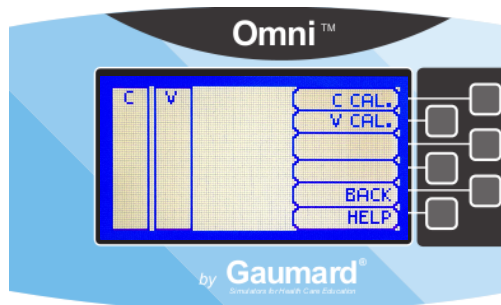 Omni™
C V C CAL.
V CAL.
BACK
HELP
by Gaumard®
Simulators for Health Care Education